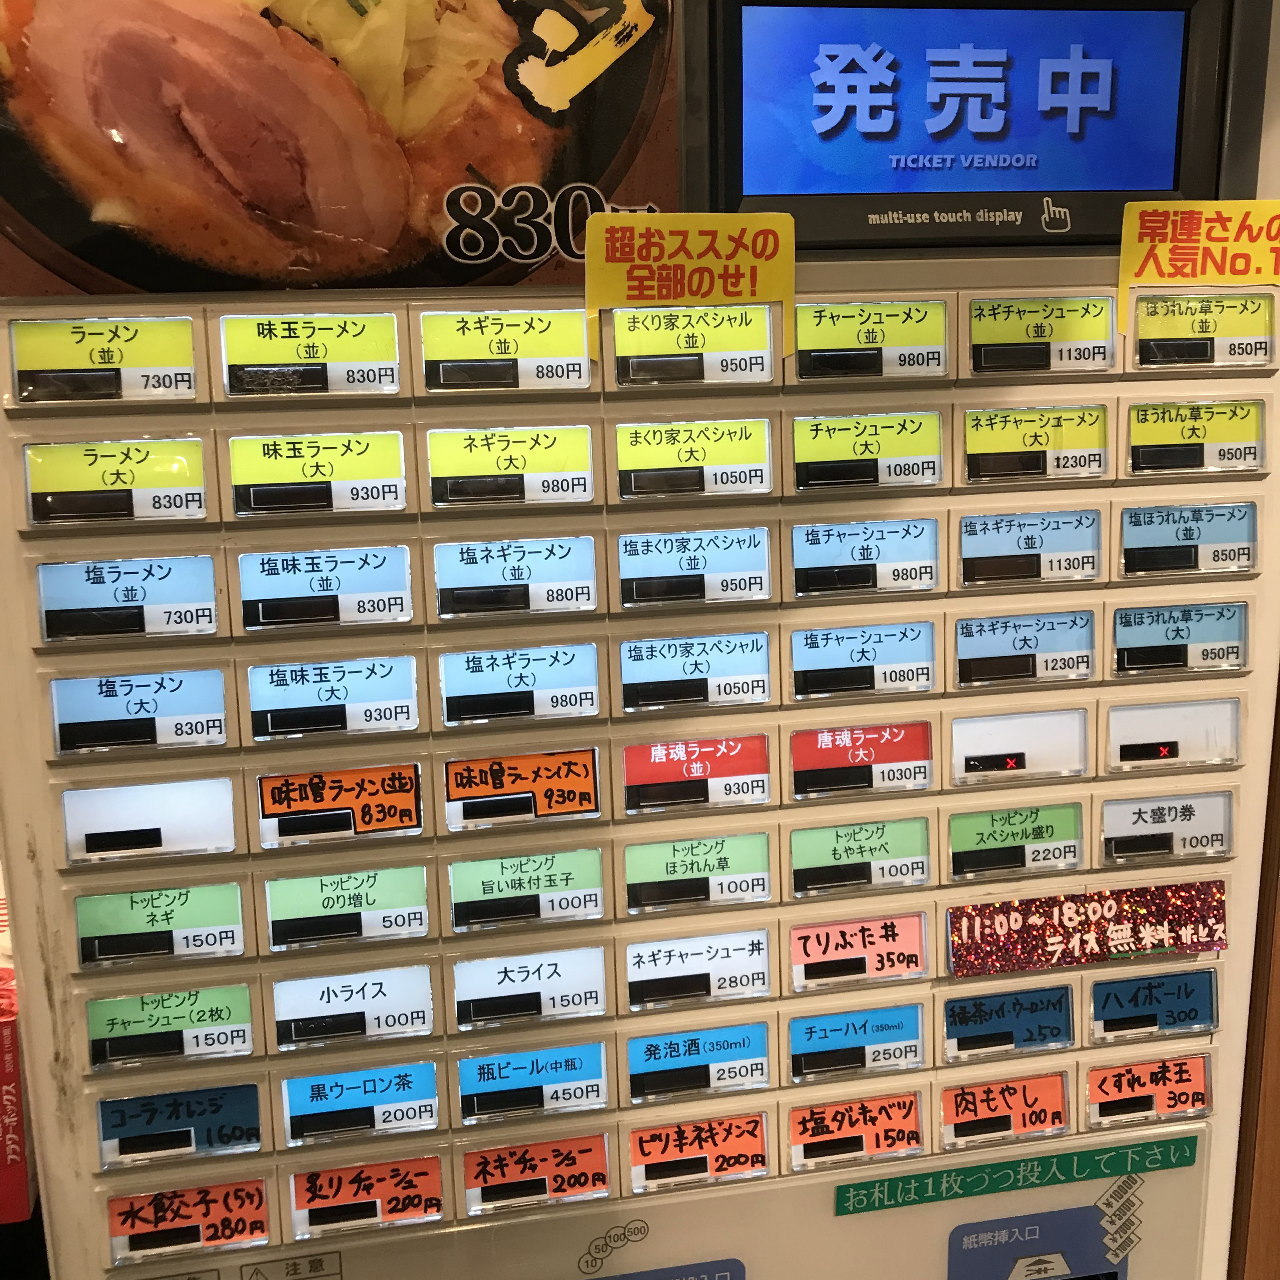 830円
発売中
TICKET VENDOR
multi-use touch display
超おススメの
全部のせ!
常連さんの
人気No.1
ラーメン
(並)
730円
味玉ラーメン
(並)
830円
ネギラーメン
(並)
880円
まくり家スペシャル
(並)
950円
チャーシューメン
(並)
980円
ネギチャーシューメン
(並)
1130円
ほうれん草ラーメン
(並)
850円
ラーメン
(大)
830円
味玉ラーメン
(大)
930円
ネギラーメン
(大)
980円
まくり家スペシャル
(大)
1050円
チャーシューメン
(大)
1080円
ネギチャーシューメン
(大)
1230円
ほうれん草ラーメン
(大)
950円
塩ラーメン
(並)
730円
塩味玉ラーメン
(並)
830円
塩ネギラーメン
(並)
880円
塩まくり家スペシャル
(並)
950円
塩チャーシューメン
(並)
980円
塩ネギチャーシューメン
(並)
1130円
塩ほうれん草ラーメン
(並)
850円
塩ラーメン
(大)
830円
塩味玉ラーメン
(大)
930円
塩ネギラーメン
(大)
980円
塩まくり家スペシャル
(大)
1050円
塩チャーシューメン
(大)
1080円
塩ネギチャーシューメン
(大)
1230円
塩ほうれん草ラーメン
(大)
950円
味噌ラーメン(並)
830円
味噌ラーメン(大)
930円
唐魂ラーメン
(並)
930円
唐魂ラーメン
(大)
1030円
トッピング
ネギ
150円
トッピング
のり増し
50円
トッピング
旨い味付玉子
100円
トッピング
ほうれん草
100円
トッピング
もやキャベ
100円
トッピング
スペシャル盛り
220円
大盛り券
100円
トッピング
チャーシュー(2枚)
150円
小ライス
100円
大ライス
150円
ネギチャーシュー丼
280円
てりぶた丼
350円
11:00～18:00
ライス無料サービス
コーラ・オレンジ
160円
黒ウーロン茶
200円
瓶ビール(中瓶)
450円
発泡酒(350ml)
250円
チューハイ(350ml)
250円
緑茶ハイ・ウーロンハイ
250
ハイボール
300
水餃子(5ケ)
280円
炙りチャーシュー
200円
ネギチャーシュー
200円
ピリ辛ネギメンマ
200円
塩ダレキャベツ
150円
肉もやし
100円
くずれ味玉
30円
お札は1枚づつ投入して下さい
注意
10 50 100 500
紙幣挿入口
フラワーボックス